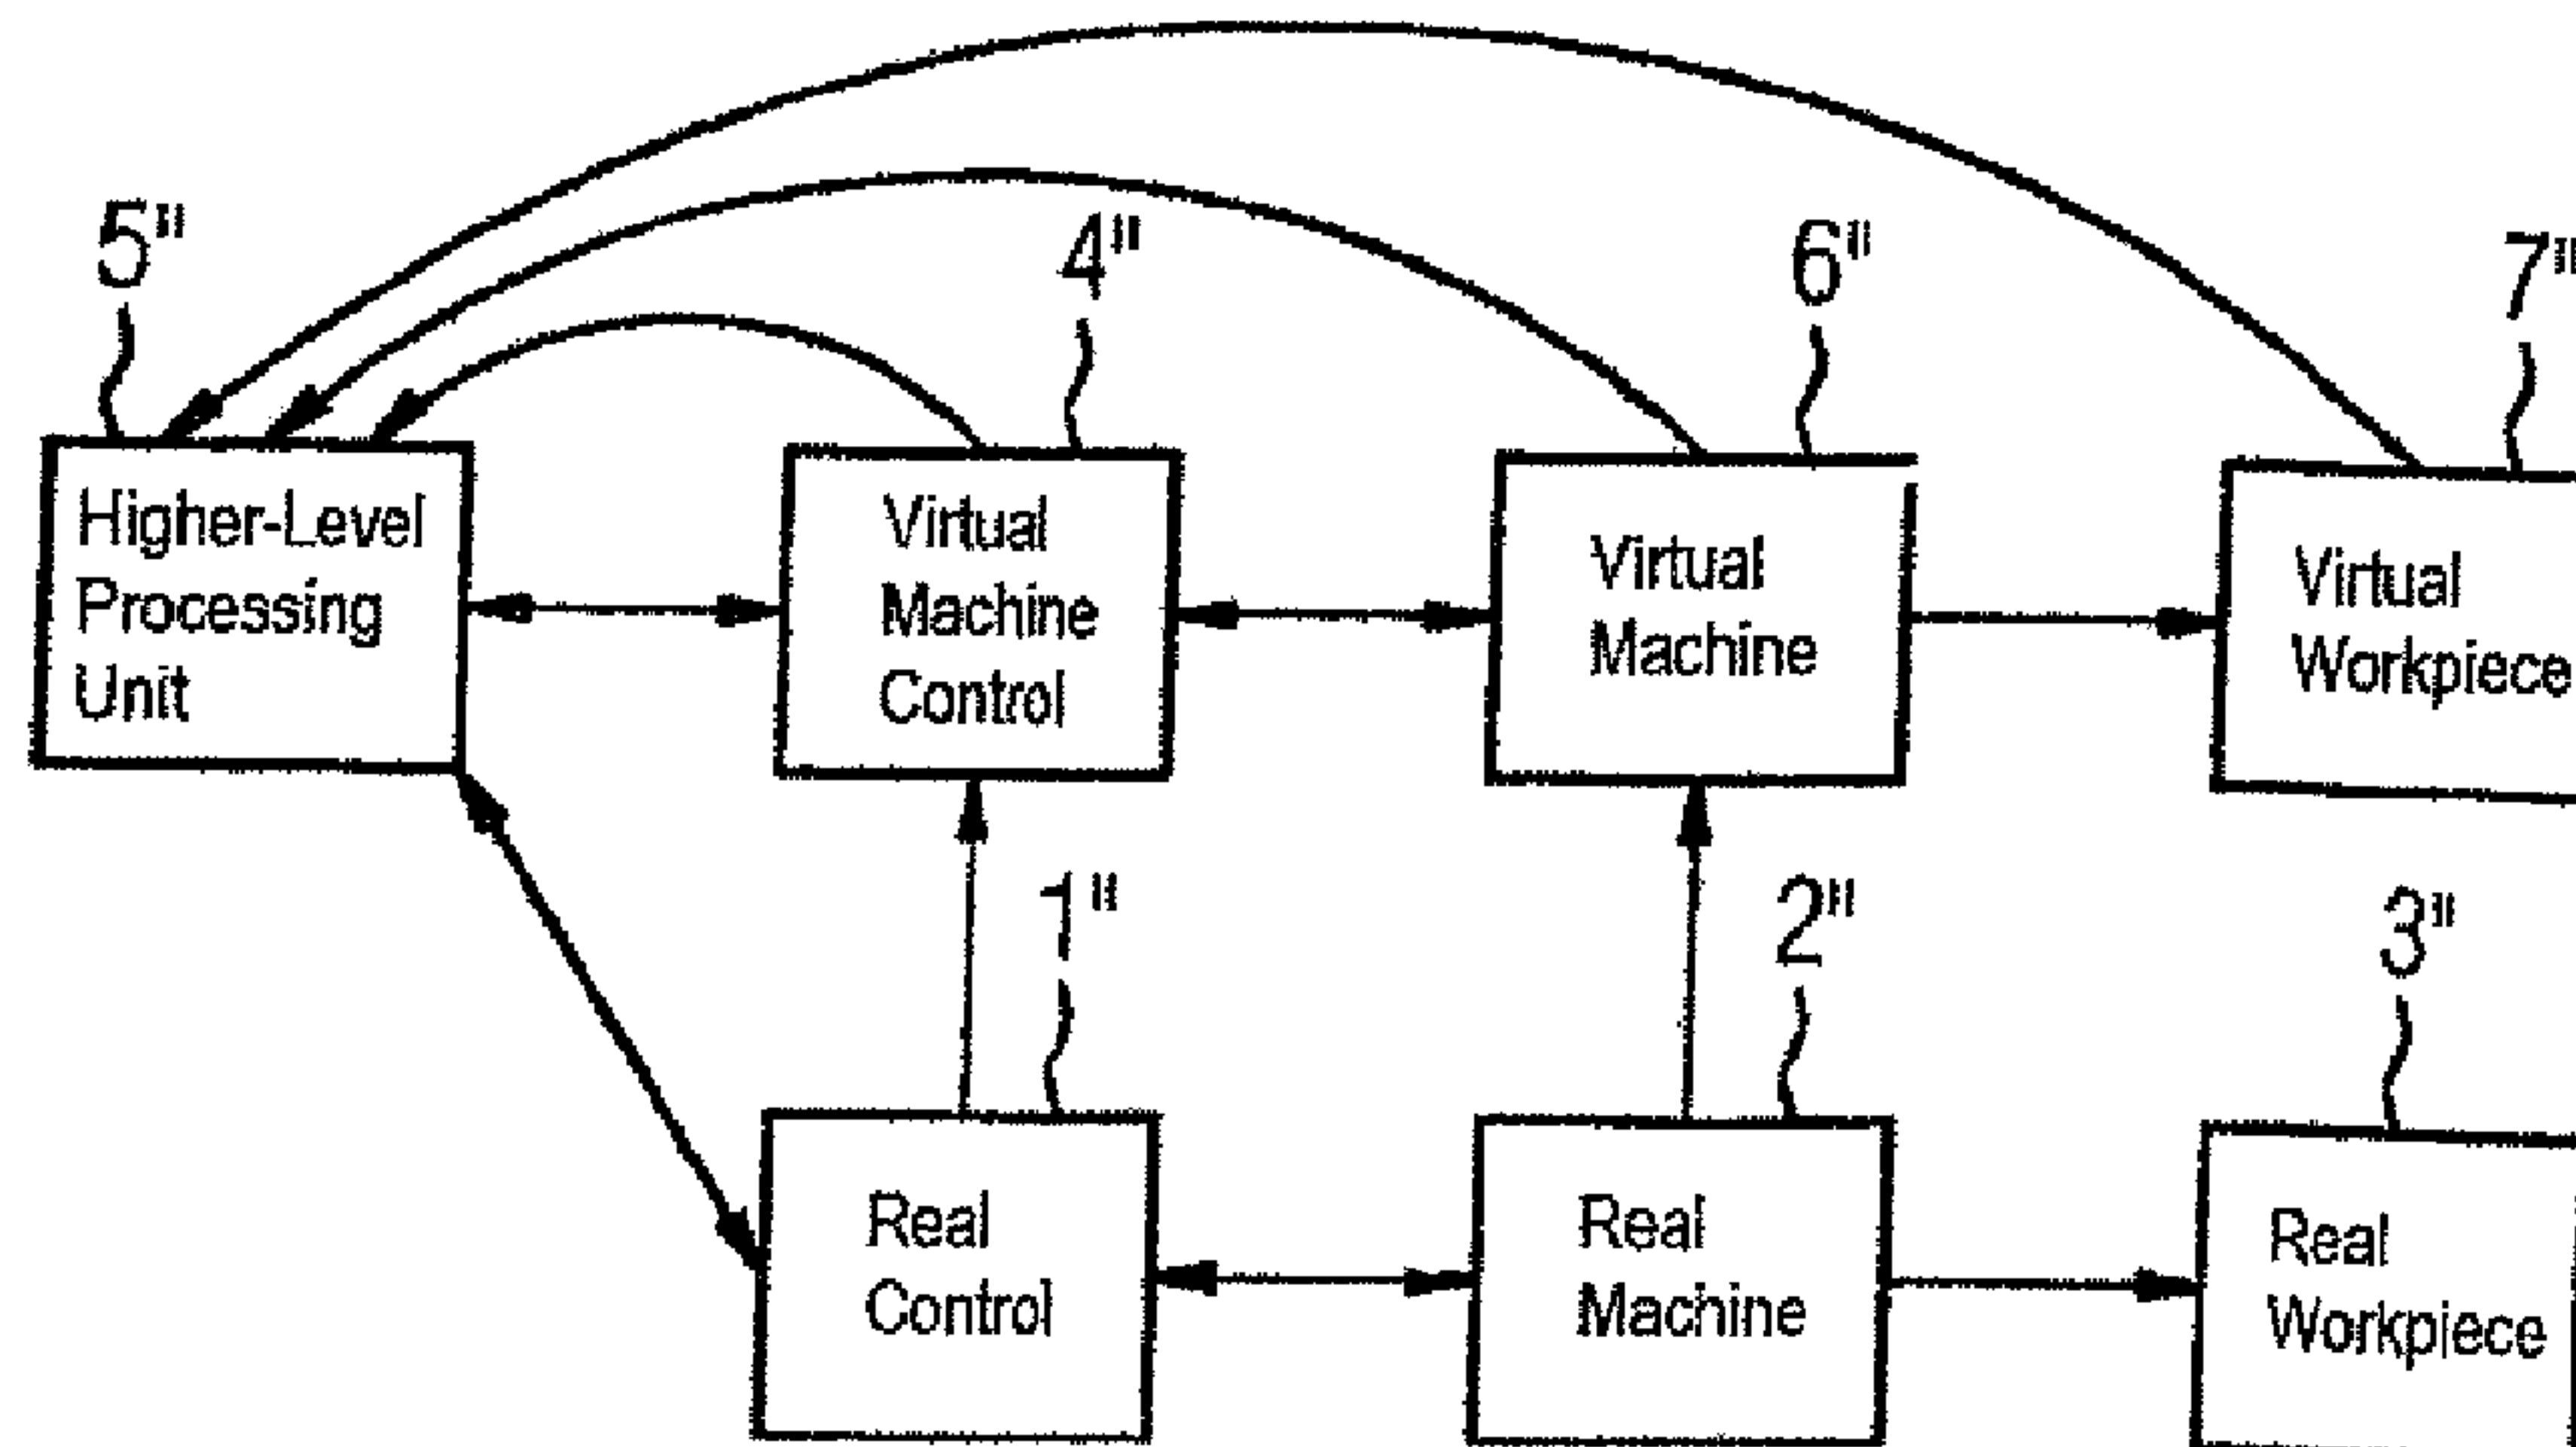 5"
4"
6"
7"
Higher-Level
Processing
Unit
Virtual
Machine
Control
Virtual
Machine
Virtual
Workpiece
1"
2"
3"
Real
Control
Real
Machine
Real
Workpiece